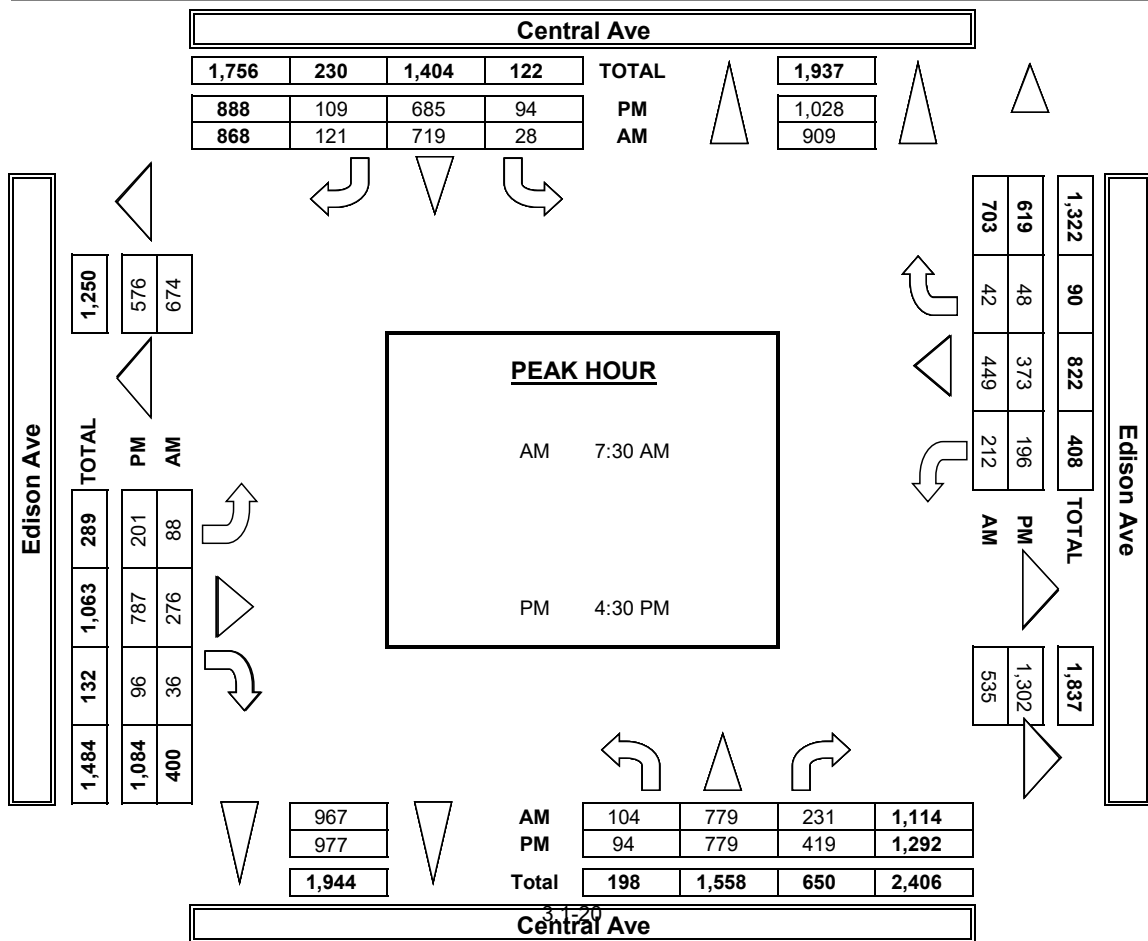 Central Ave
1,756 230 1,404 122 TOTAL 1,937
888 109 685 94 PM 1,028
868 121 719 28 AM 909
Edison Ave
1,250
576
674
TOTAL
PM
AM
289 1,063 132 1,484
201 787 96 1,084
88 276 36 400
PEAK HOUR
AM 7:30 AM
PM 4:30 PM
1,322 90 822 408 TOTAL 1,837
619 48 373 196 PM 1,302
703 42 449 212 AM 535
Edison Ave
967 AM 104 779 231 1,114
977 PM 94 779 419 1,292
1,944 Total 198 1,558 650 2,406
3.1-20
Central Ave